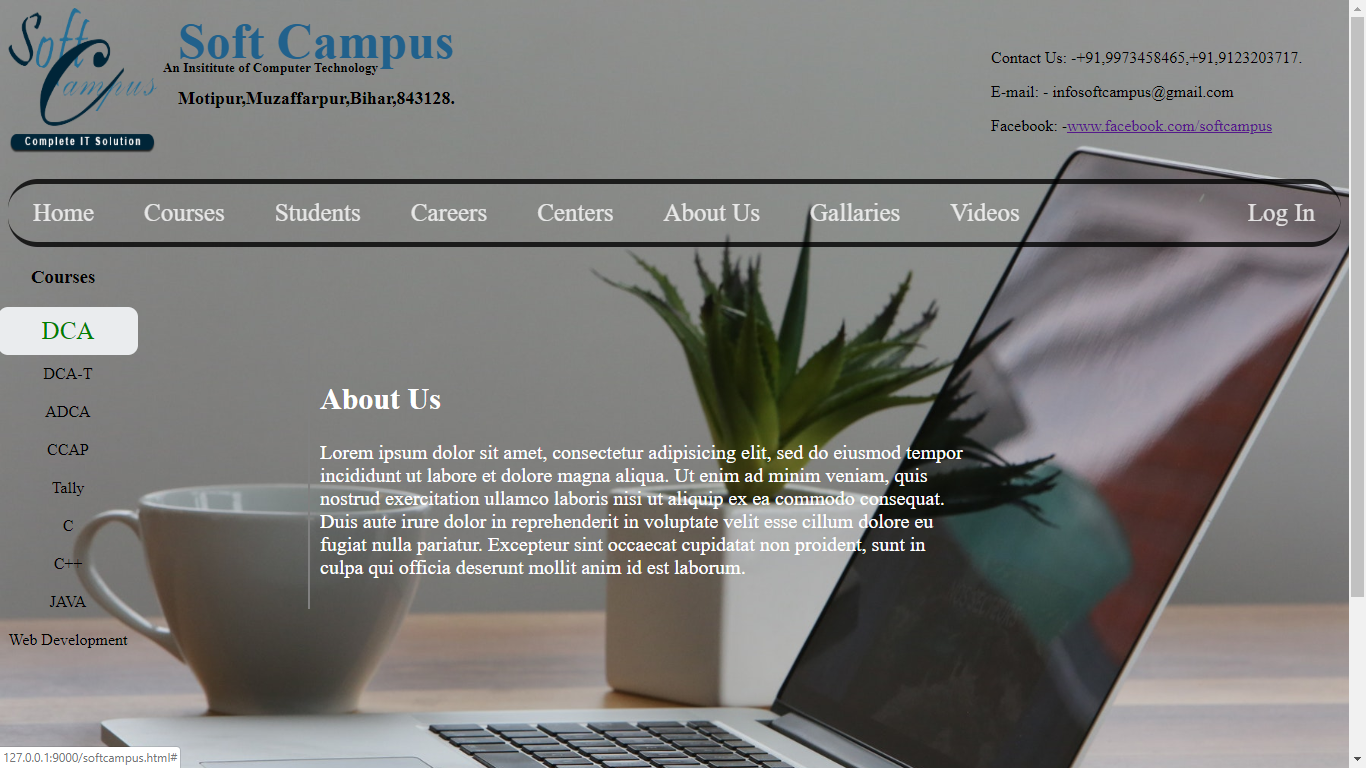 Soft Campus
Complete IT Solution
Soft Campus
An Insititute of Computer Technology
Motipur,Muzaffarpur,Bihar,843128.
Contact Us: -+91,9973458465,+91,9123203717.
E-mail: - infosoftcampus@gmail.com
Facebook: -www.facebook.com/softcampus
Home Courses Students Careers Centers About Us Gallaries Videos Log In
Courses
DCA
DCA-T
ADCA
CCAP
Tally
C
C++
JAVA
Web Development
About Us
Lorem ipsum dolor sit amet, consectetur adipisicing elit, sed do eiusmod tempor
incididunt ut labore et dolore magna aliqua. Ut enim ad minim veniam, quis
nostrud exercitation ullamco laboris nisi ut aliquip ex ea commodo consequat.
Duis aute irure dolor in reprehenderit in voluptate velit esse cillum dolore eu
fugiat nulla pariatur. Excepteur sint occaecat cupidatat non proident, sunt in
culpa qui officia deserunt mollit anim id est laborum.
127.0.0.1:9000/softcampus.html#